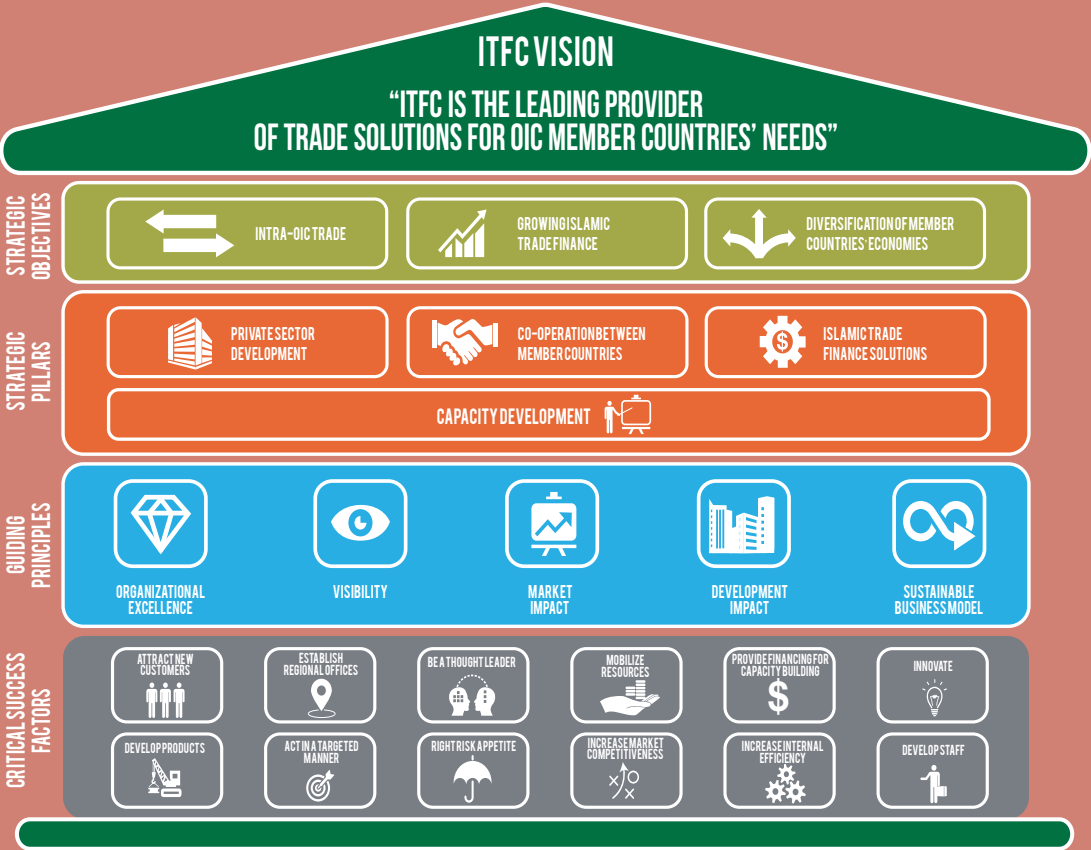 ITFC VISION
“ITFC IS THE LEADING PROVIDER
OF TRADE SOLUTIONS FOR OIC MEMBER COUNTRIES’ NEEDS”
STRATEGIC
OBJECTIVES
INTRA-OIC TRADE
GROWING ISLAMIC
TRADE FINANCE
DIVERSIFICATION OF MEMBER
COUNTRIES’ ECONOMIES
STRATEGIC
PILLARS
PRIVATE SECTOR
DEVELOPMENT
CO-OPERATION BETWEEN
MEMBER COUNTRIES
$
ISLAMIC TRADE
FINANCE SOLUTIONS
CAPACITY DEVELOPMENT
GUIDING
PRINCIPLES
ORGANIZATIONAL
EXCELLENCE
VISIBILITY
MARKET
IMPACT
DEVELOPMENT
IMPACT
SUSTAINABLE
BUSINESS MODEL
CRITICAL SUCCESS
FACTORS
ATTRACT NEW
CUSTOMERS
ESTABLISH
REGIONAL OFFICES
BE A THOUGHT LEADER
MOBILIZE
RESOURCES
PROVIDE FINANCING FOR
CAPACITY BUILDING
$
INNOVATE
DEVELOP PRODUCTS
ACT IN A TARGETED
MANNER
RIGHT RISK APPETITE
INCREASE MARKET
COMPETITIVENESS
INCREASE INTERNAL
EFFICIENCY
DEVELOP STAFF